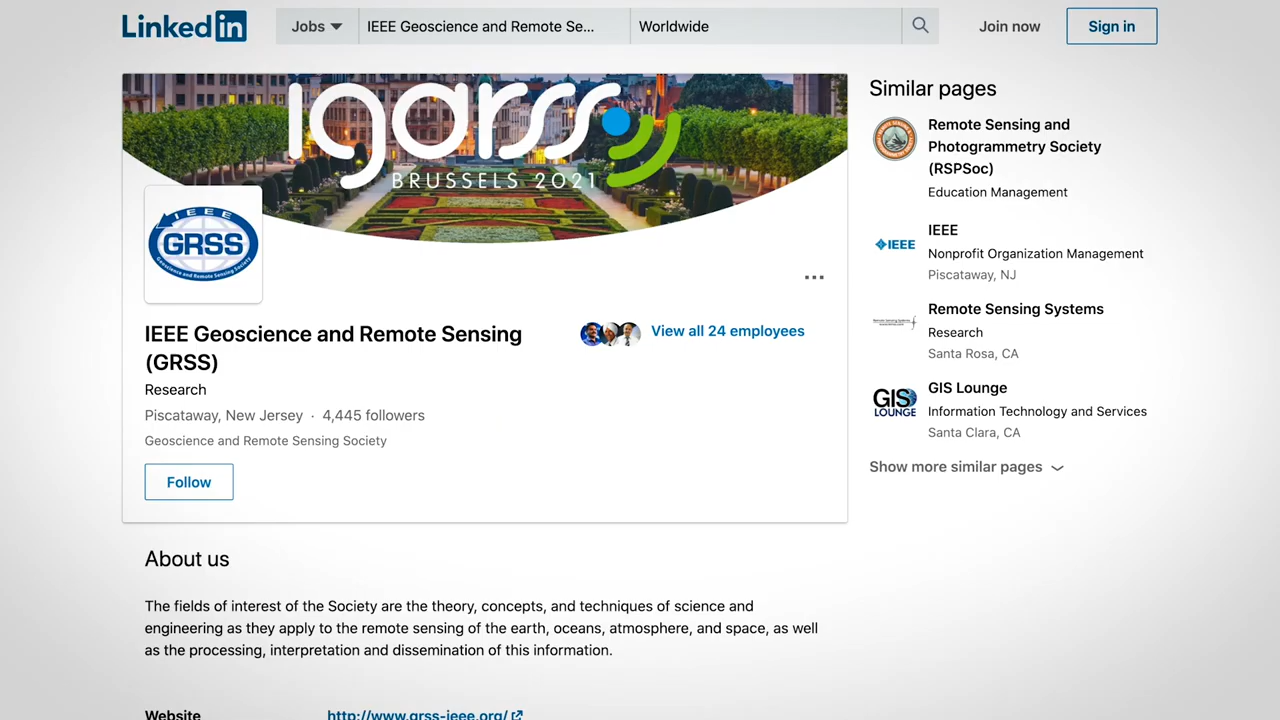 LinkedIn
Jobs
IEEE Geoscience and Remote Se...
Worldwide
Join now
Sign in
igarss
BRUSSELS 2021
IEEE
GRSS
Geoscience and Remote Sensing Society
IEEE Geoscience and Remote Sensing
(GRSS)
View all 24 employees
Research
Piscataway, New Jersey · 4,445 followers
Geoscience and Remote Sensing Society
Follow
About us
The fields of interest of the Society are the theory, concepts, and techniques of science and
engineering as they apply to the remote sensing of the earth, oceans, atmosphere, and space, as well
as the processing, interpretation and dissemination of this information.
Website
http://www.grss-ieee.org/
Similar pages
Remote Sensing and
Photogrammetry Society
(RSPSoc)
Education Management
IEEE
IEEE
Nonprofit Organization Management
Piscataway, NJ
Remote Sensing Systems
Research
Santa Rosa, CA
GIS
LOUNGE
GIS Lounge
Information Technology and Services
Santa Clara, CA
Show more similar pages